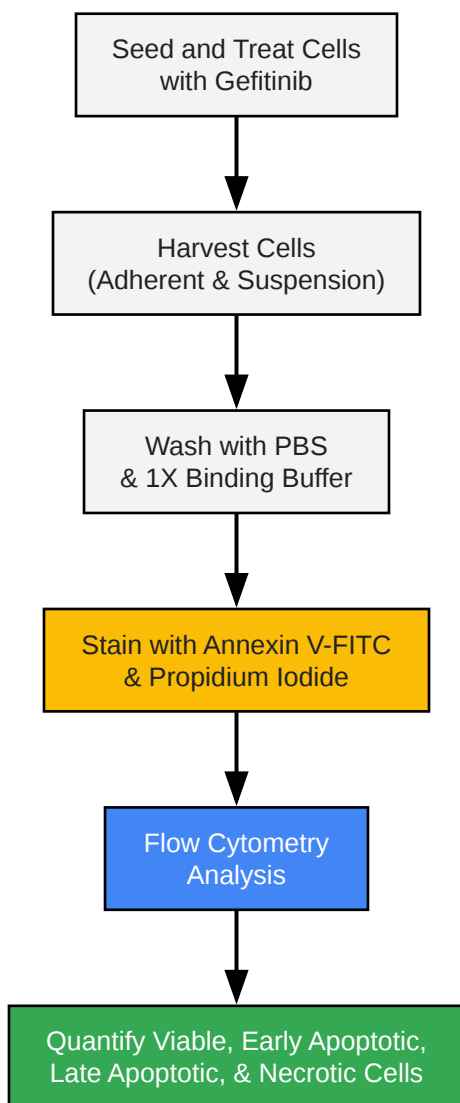 Seed and Treat Cells
with Gefitinib
Harvest Cells
(Adherent & Suspension)
Wash with PBS
& 1X Binding Buffer
Stain with Annexin V-FITC
& Propidium Iodide
Flow Cytometry
Analysis
Quantify Viable, Early Apoptotic,
Late Apoptotic, & Necrotic Cells